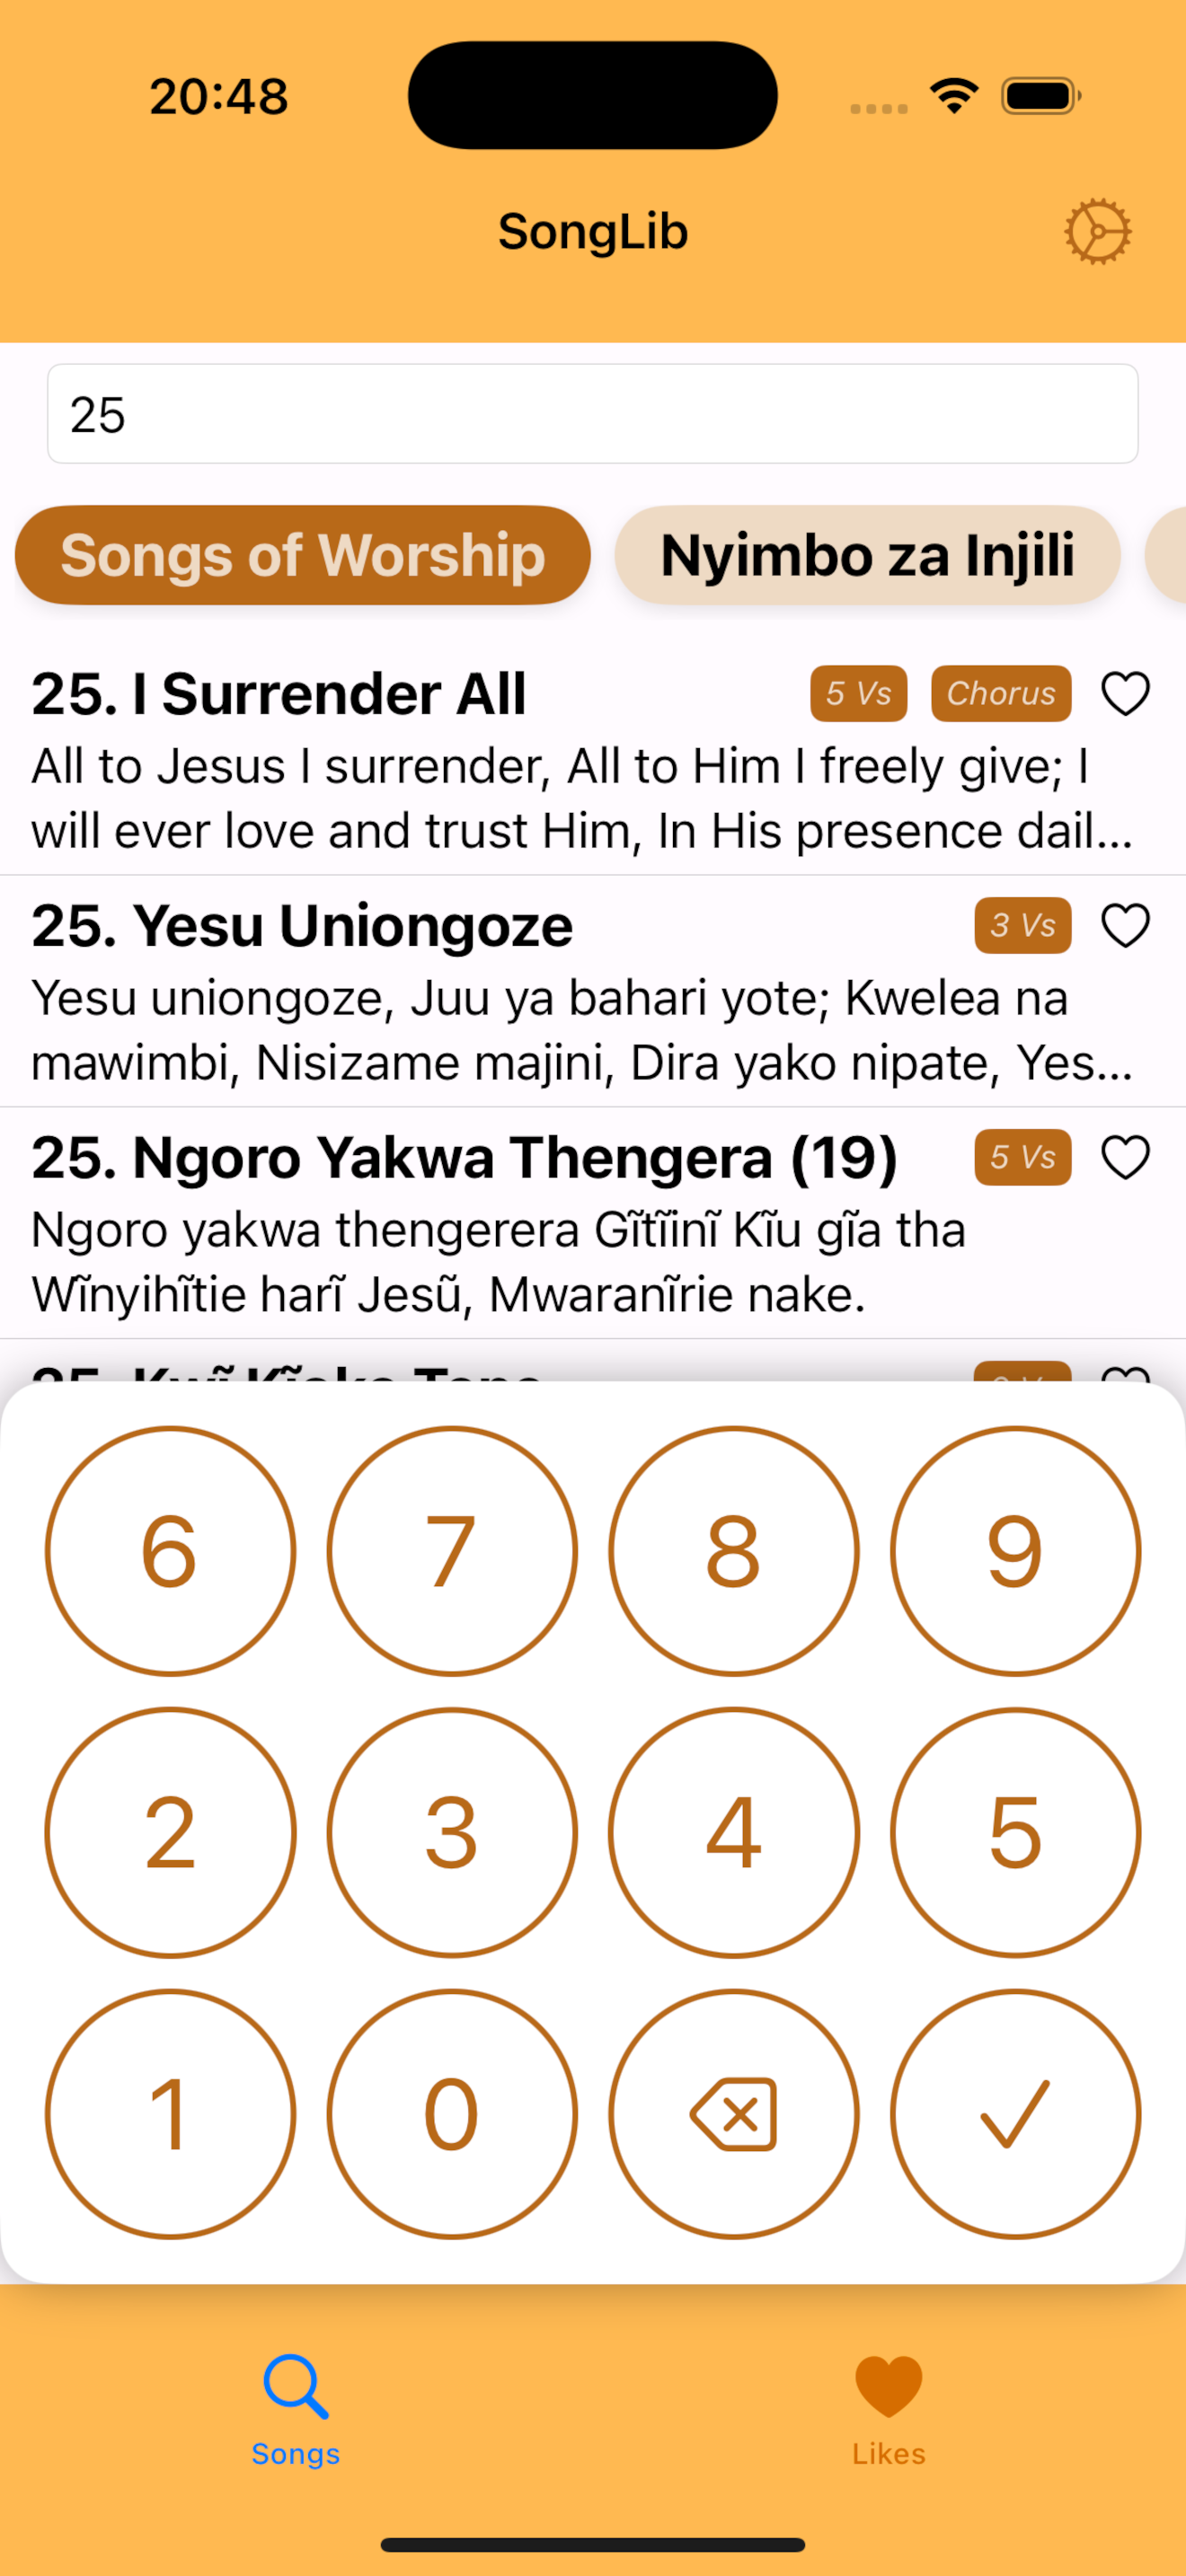 20:48
SongLib
25
Songs of Worship
Nyimbo za Injili
25. I Surrender All
5 Vs
Chorus
All to Jesus I surrender, All to Him I freely give; I
will ever love and trust Him, In His presence dail...
25. Yesu Uniongoze
3 Vs
Yesu uniongoze, Juu ya bahari yote; Kwelea na
mawimbi, Nisizame majini, Dira yako nipate, Yes...
25. Ngoro Yakwa Thengera (19)
5 Vs
Ngoro yakwa thengerera Gĩtĩinĩ Kĩu gĩa tha
Wĩnyihĩtie harĩ Jesũ, Mwaranĩrie nake.
25.
6
7
8
9
2
3
4
5
1
0
Songs
Likes